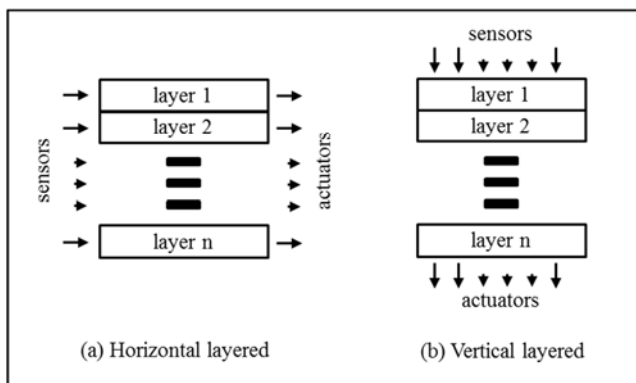 sensors
layer 1
layer 2
layer n
actuators
(a) Horizontal layered
sensors
layer 1
layer 2
layer n
actuators
(b) Vertical layered